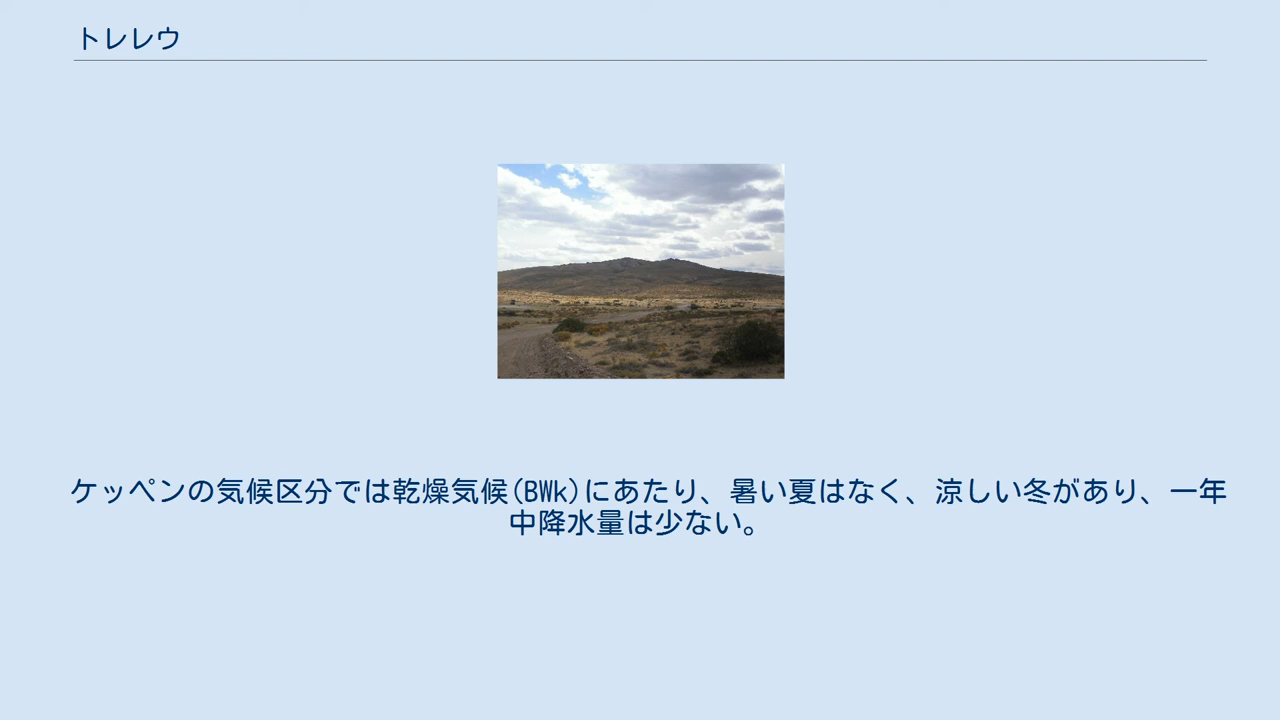 トレレウ
ケッペンの気候区分では乾燥気候(BWk)にあたり、暑い夏はなく、涼しい冬があり、一年
中降水量は少ない。